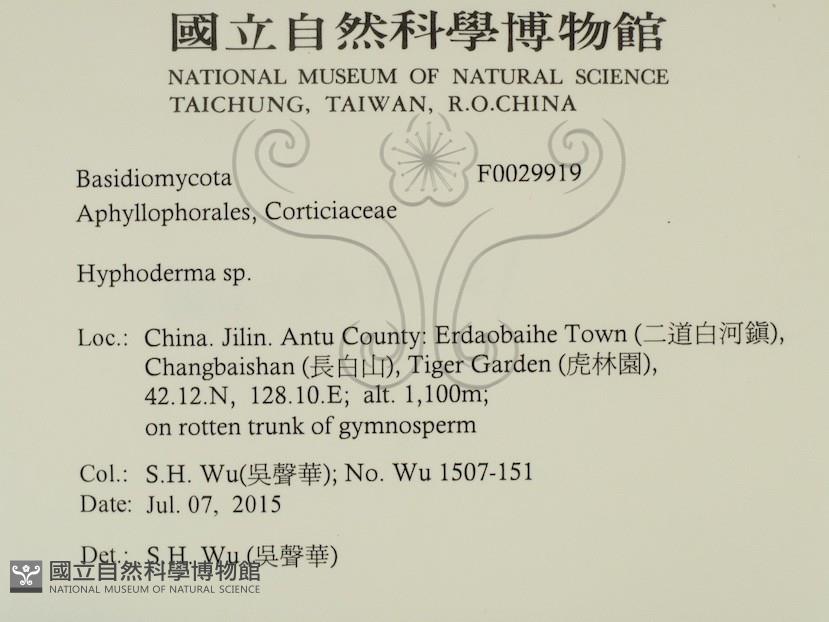 國立自然科學博物館
NATIONAL MUSEUM OF NATURAL SCIENCE
TAICHUNG, TAIWAN, R.O.CHINA
Basidiomycota F0029919
Aphyllophorales, Corticiaceae
Hyphoderma sp.
Loc.: China. Jilin. Antu County: Erdaobaihe Town (二道白河鎮),
Changbaishan (長白山), Tiger Garden (虎林園),
42.12.N, 128.10.E; alt. 1,100m;
on rotten trunk of gymnosperm
Col.: S.H. Wu(吳聲華); No. Wu 1507-151
Date: Jul. 07, 2015
Det.: S.H. Wu (吳聲華)
國立自然科學博物館
NATIONAL MUSEUM OF NATURAL SCIENCE